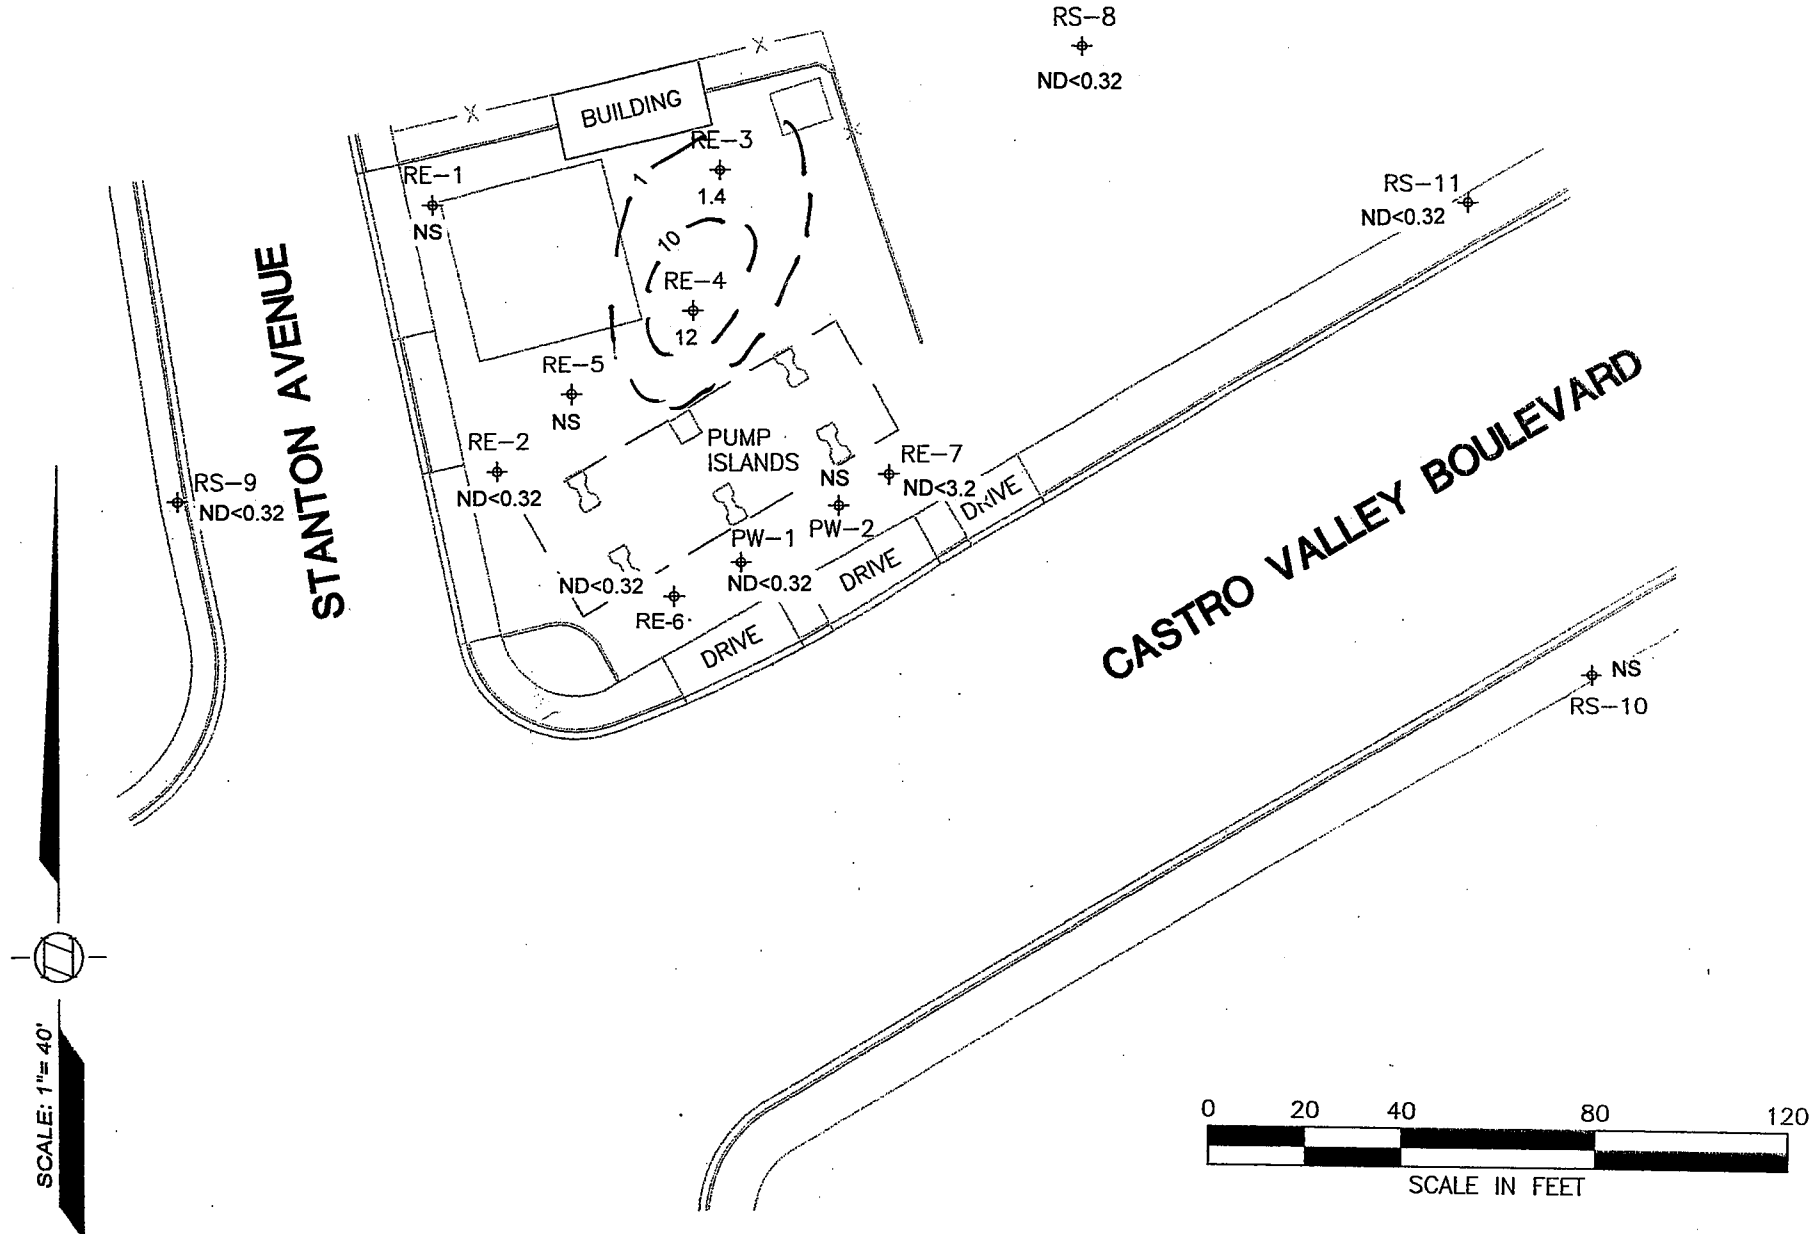 RS-8
ND<0.32
BUILDING
RE-3
1
1.4
RE-1
NS
RS-11
ND<0.32
10
RE-4
12
STANTON AVENUE
RE-5
NS
RE-2
ND<0.32
PUMP
ISLANDS
NS
RE-7
ND<3.2
DRIVE
RS-9
ND<0.32
PW-2
PW-1
ND<0.32
ND<0.32
RE-6
DRIVE
DRIVE
CASTRO VALLEY BOULEVARD
NS
RS-10
SCALE: 1"= 40'
0 20 40 80 120
SCALE IN FEET